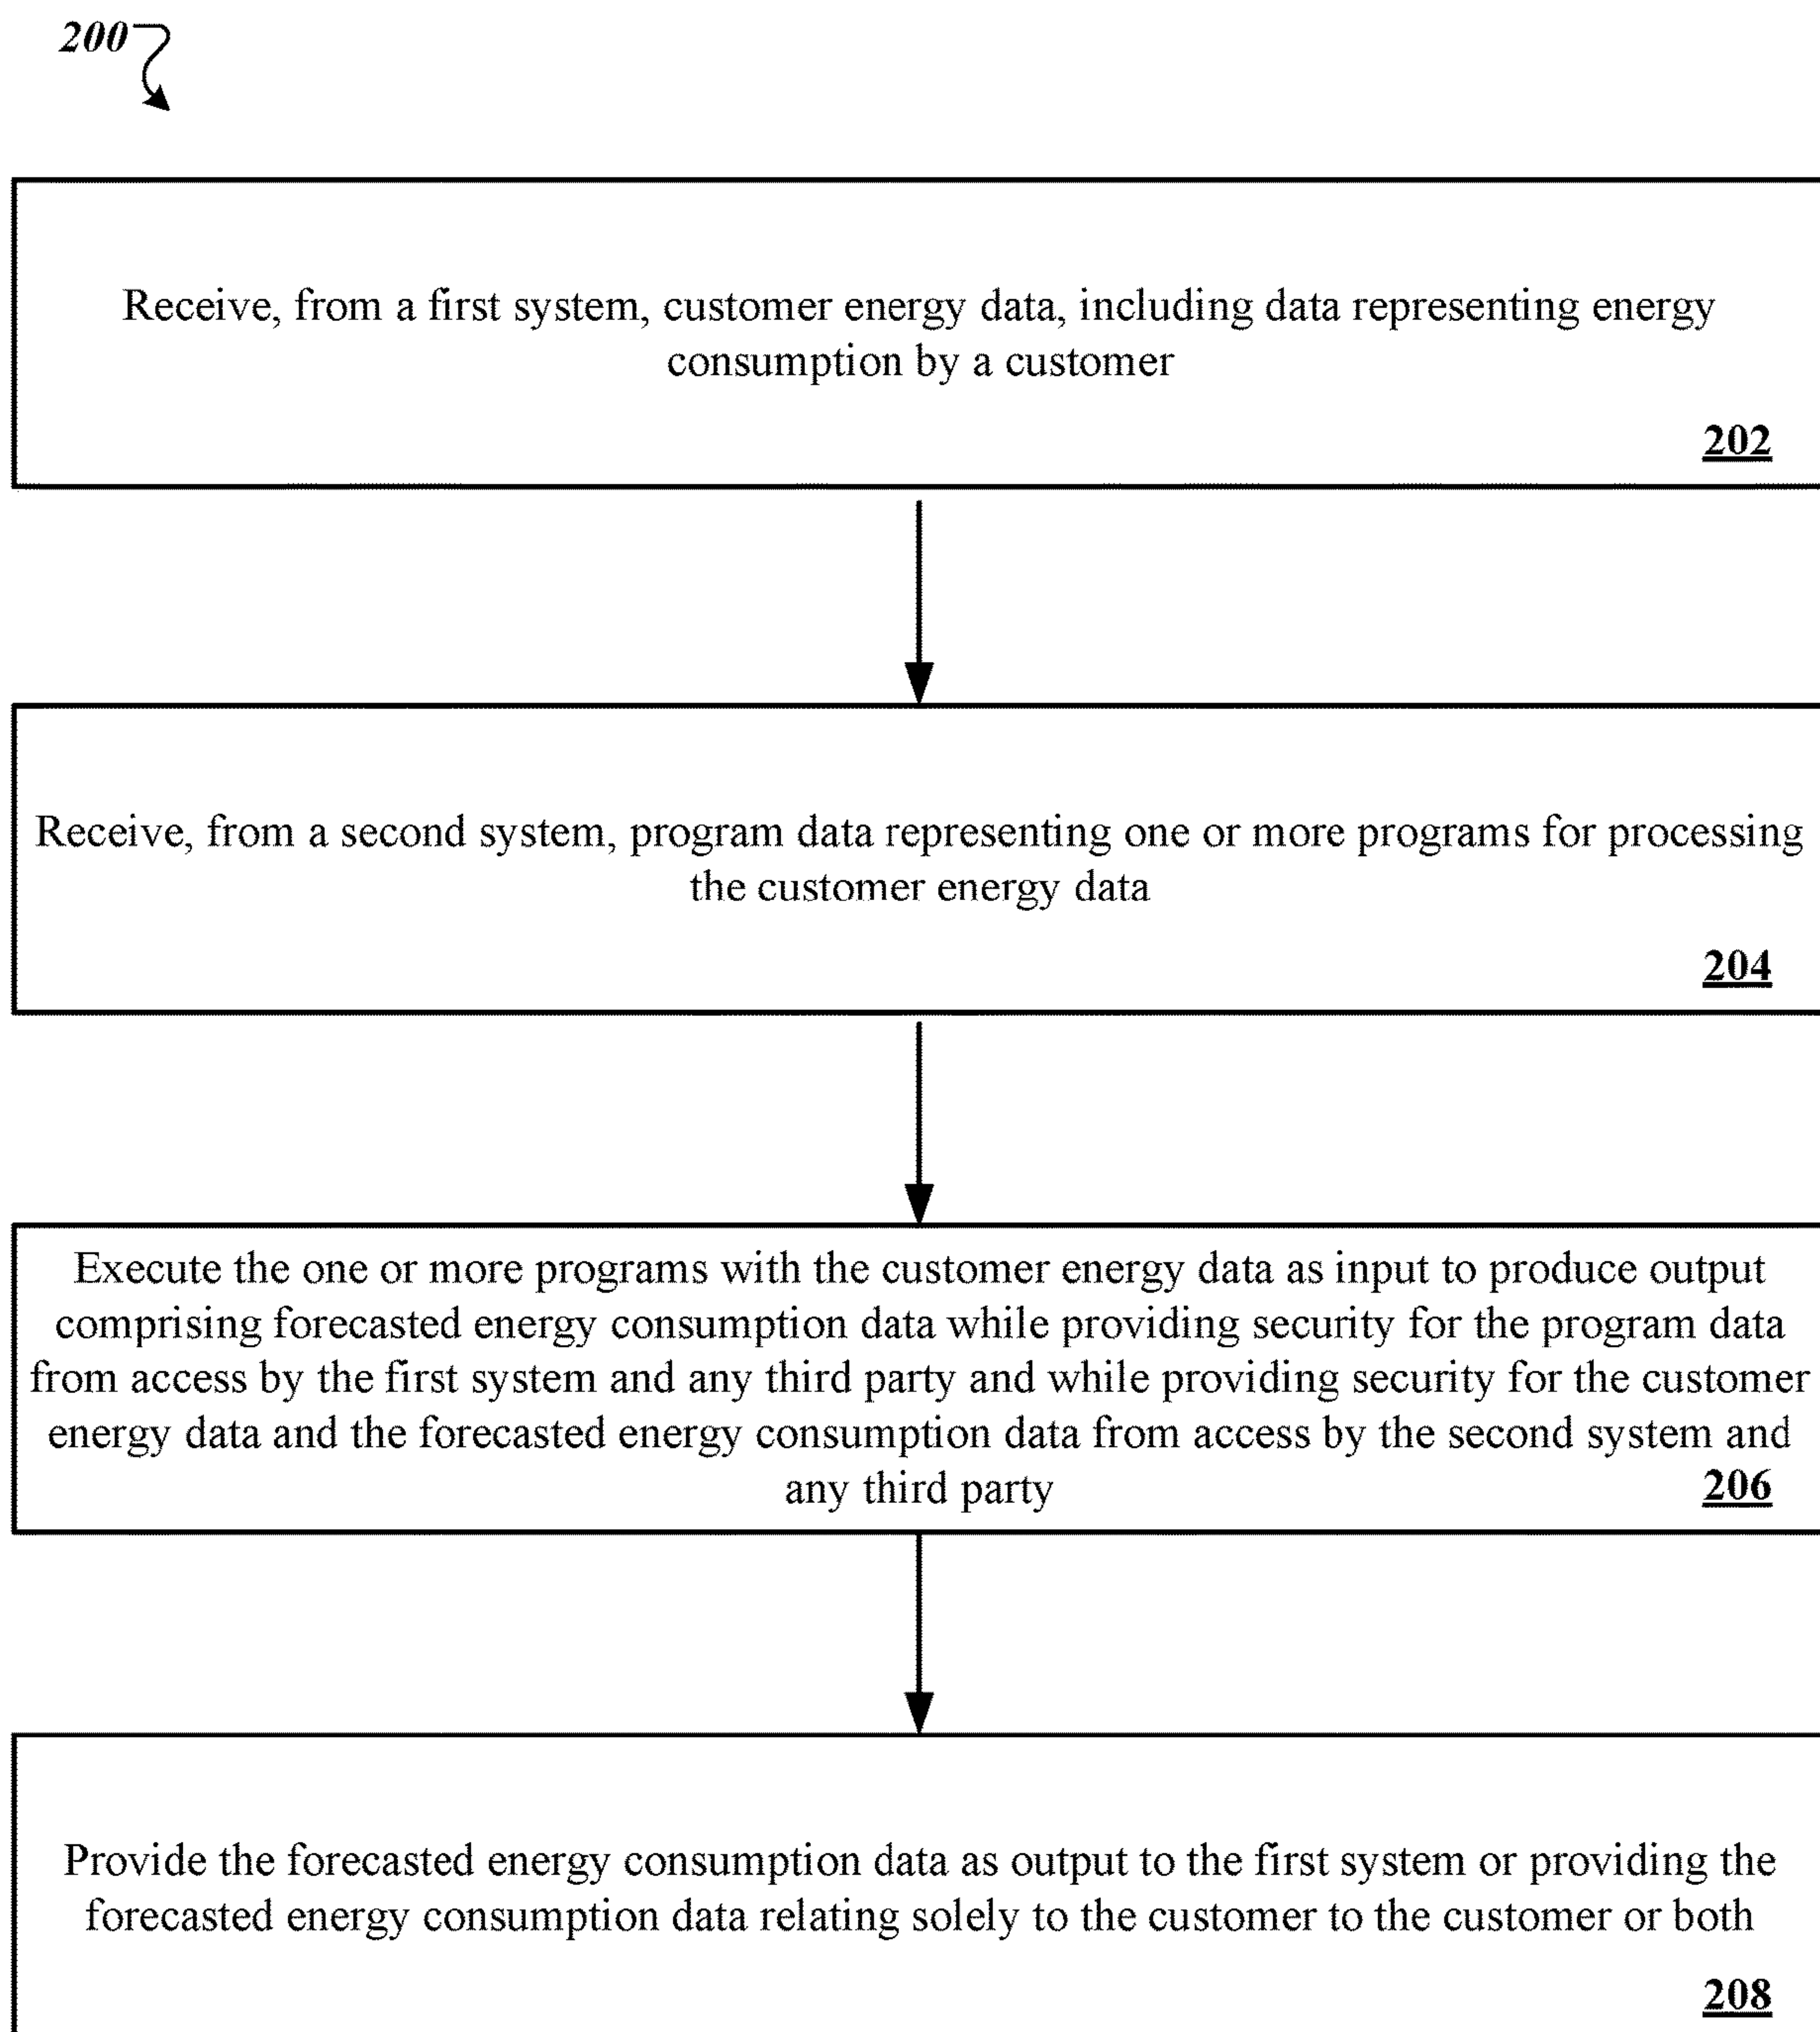 200
Receive, from a first system, customer energy data, including data representing energy
consumption by a customer
202
Receive, from a second system, program data representing one or more programs for processing
the customer energy data
204
Execute the one or more programs with the customer energy data as input to produce output
comprising forecasted energy consumption data while providing security for the program data
from access by the first system and any third party and while providing security for the customer
energy data and the forecasted energy consumption data from access by the second system and
any third party
206
Provide the forecasted energy consumption data as output to the first system or providing the
forecasted energy consumption data relating solely to the customer to the customer or both
208